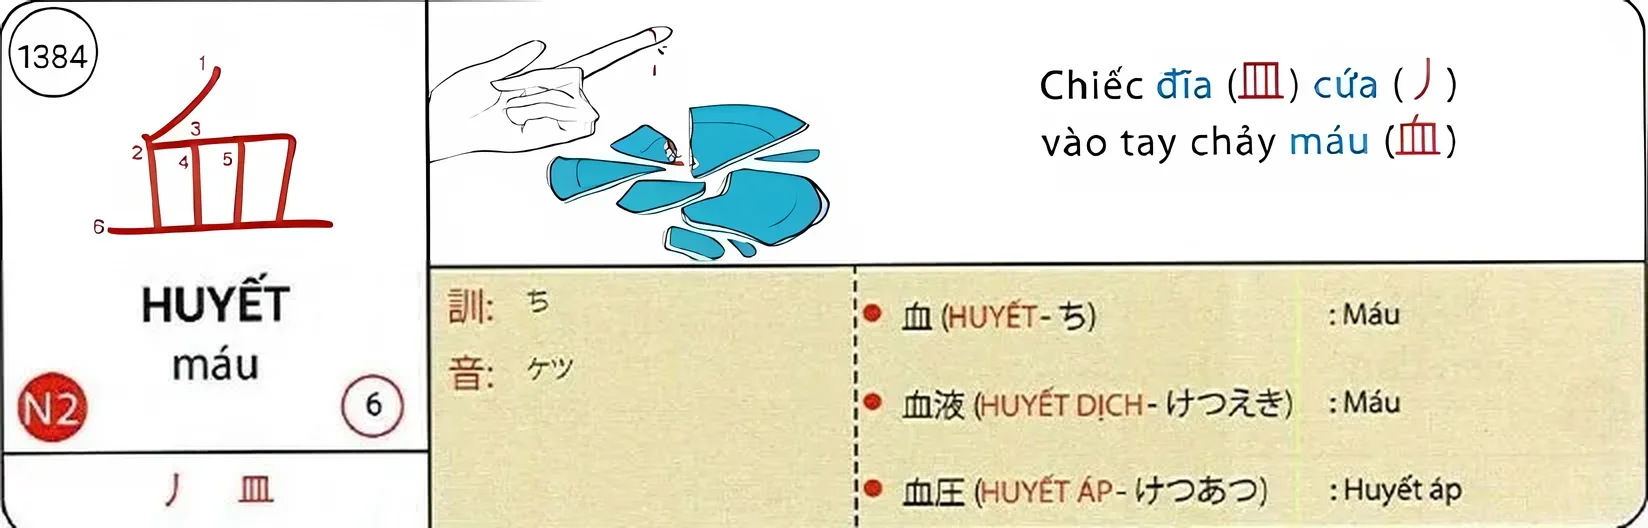 1384
1
2
3
4
5
6
HUYẾT
máu
N2
6
丿 皿
Chiếc đĩa (皿) cứa (丿)
vào tay chảy máu (血)
訓: ち
音: ケツ
血 (HUYẾT- ち) : Máu
血液 (HUYẾT DỊCH- けつえき) : Máu
血圧 (HUYẾT ÁP- けつあつ) : Huyết áp